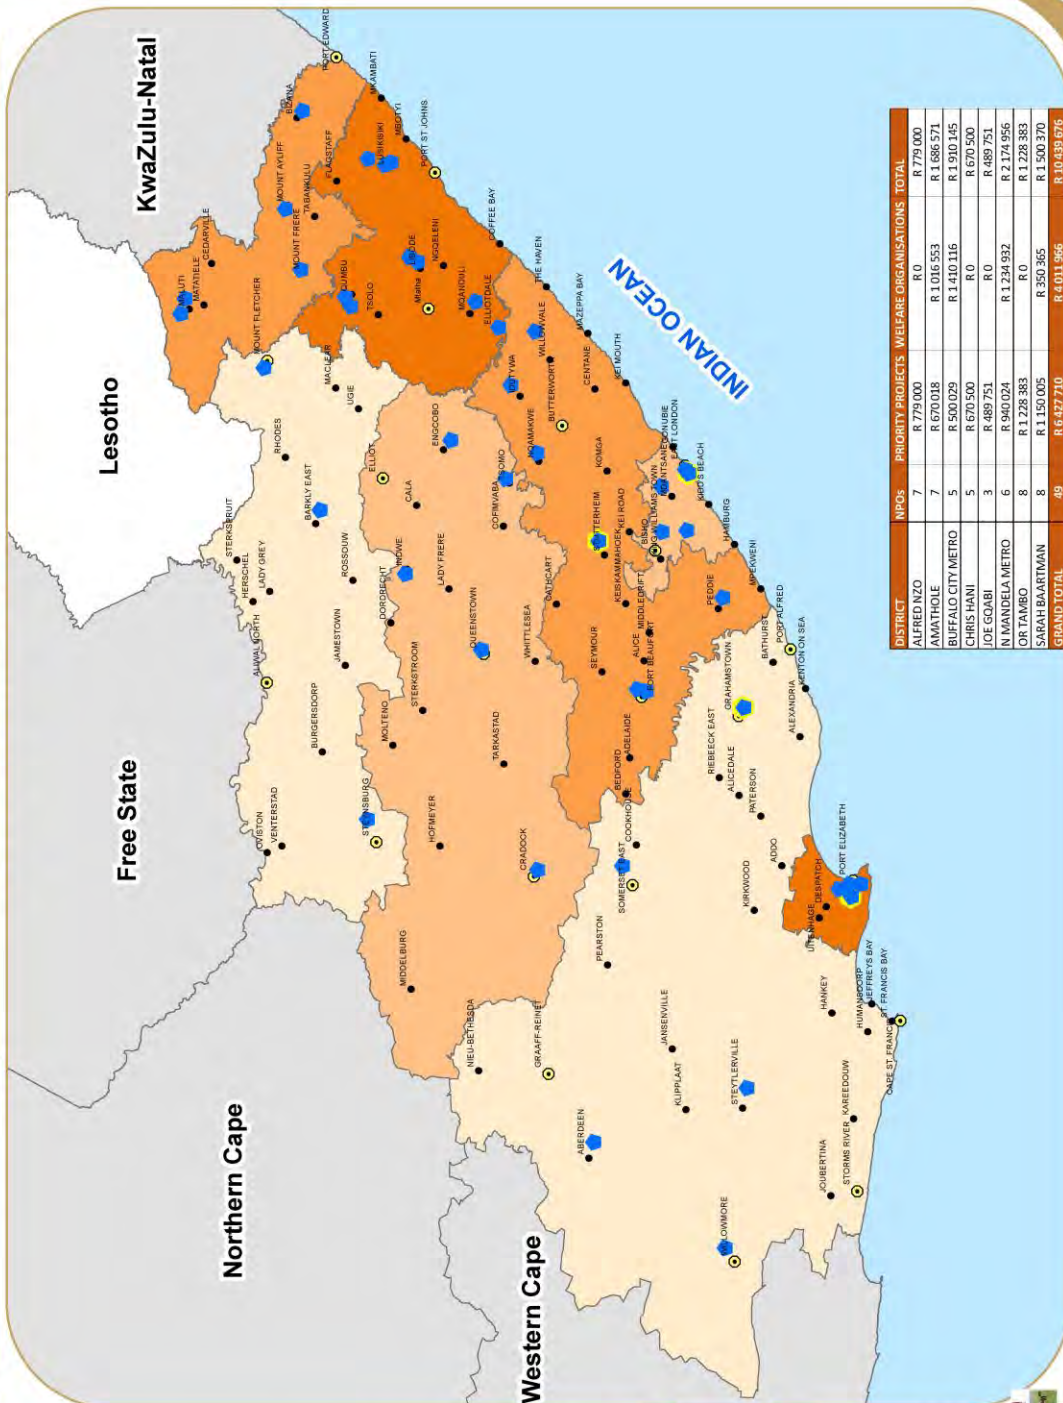 Northern Cape
Free State
Lesotho
KwaZulu-Natal
Western Cape
INDIAN OCEAN
MALUTI
MATATIELE
CEDARVILLE
MOUNT FLETCHER
MOUNT FRERE
MOUNT AYLIFF
BIZANA
TABANKULU
FLAGSTAFF
PORT EDWARD
MKAMBATI
LUSIKISIKI
MBOTYI
PORT ST JOHNS
QUMBU
TSOLO
LIBODE
Mtatha
NGQELENI
MQANDULI
COFFEE BAY
ELLIOTDALE
THE HAVEN
STERKSPRUIT
HERSCHEL
LADY GREY
RHODES
ALIWAL NORTH
BARKLY EAST
MACLEAR
UGIE
ROSSOUW
JAMESTOWN
BURGERSDORP
OVISTON
VENTERSTAD
STEYNSBURG
MOLTENO
DORDRECHT
INDWE
ELLIOT
CALA
ENGCOBO
STERKSTROOM
LADY FRERE
HOFMEYER
MIDDELBURG
QUEENSTOWN
COFIMVABA
TSOMO
TARKASTAD
WHITTLESEA
CRADOCK
CATHCART
NQAMAKWE
IDUTYWA
WILLOWVALE
BUTTERWORTH
MAZEPPA BAY
CENTANE
KEI MOUTH
KOMGA
STUTTERHEIM
SEYMOUR
KEISKAMMAHOEK
KEI ROAD
BISHO
KING WILLIAMS TOWN
MDANTSANE
GONUBIE
EAST LONDON
KIDD'S BEACH
HAMBURG
MIDDLEDRIFT
ALICE
FORT BEAUFORT
ADELAIDE
BEDFORD
PEDDIE
MPEKWENI
COOKHOUSE
SOMERSET EAST
PEARSTON
NIEU-BETHESDA
GRAAFF-REINET
ABERDEEN
JANSENVILLE
KLIPPLAAT
STEYTLERVILLE
WILLOWMORE
RIEBEECK EAST
GRAHAMSTOWN
ALICEDALE
PATERSON
BATHURST
PORT ALFRED
KENTON ON SEA
ALEXANDRIA
KIRKWOOD
ADDO
UITENHAGE
DESPATCH
PORT ELIZABETH
HANKEY
HUMANSDORP
JEFFREYS BAY
ST. FRANCIS BAY
CAPE ST. FRANCIS
KAREEDOUW
STORMS RIVER
JOUBERTINA
DISTRICT NPOs PRIORITY PROJECTS WELFARE ORGANISATIONS TOTAL
ALFRED NZO 7 R 779 000 R 0 R 779 000
AMATHOLE 7 R 670 018 R 1 016 553 R 1 686 571
BUFFALO CITY METRO 5 R 500 029 R 1 410 116 R 1 910 145
CHRIS HANI 5 R 670 500 R 0 R 670 500
JOE GQABI 3 R 489 751 R 0 R 489 751
N MANDELA METRO 6 R 940 024 R 1 234 932 R 2 174 956
OR TAMBO 8 R 1 228 383 R 0 R 1 228 383
SARAH BAARTMAN 8 R 1 150 005 R 350 365 R 1 500 370
GRAND TOTAL 49 R 6 427 710 R 4 011 966 R 10 439 676